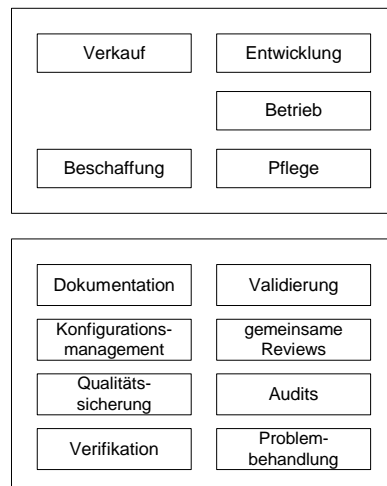 Verkauf
Entwicklung
Betrieb
Beschaffung
Pflege
Dokumentation
Validierung
Konfigurations-
management
gemeinsame
Reviews
Qualitäts-
sicherung
Audits
Verifikation
Problem-
behandlung